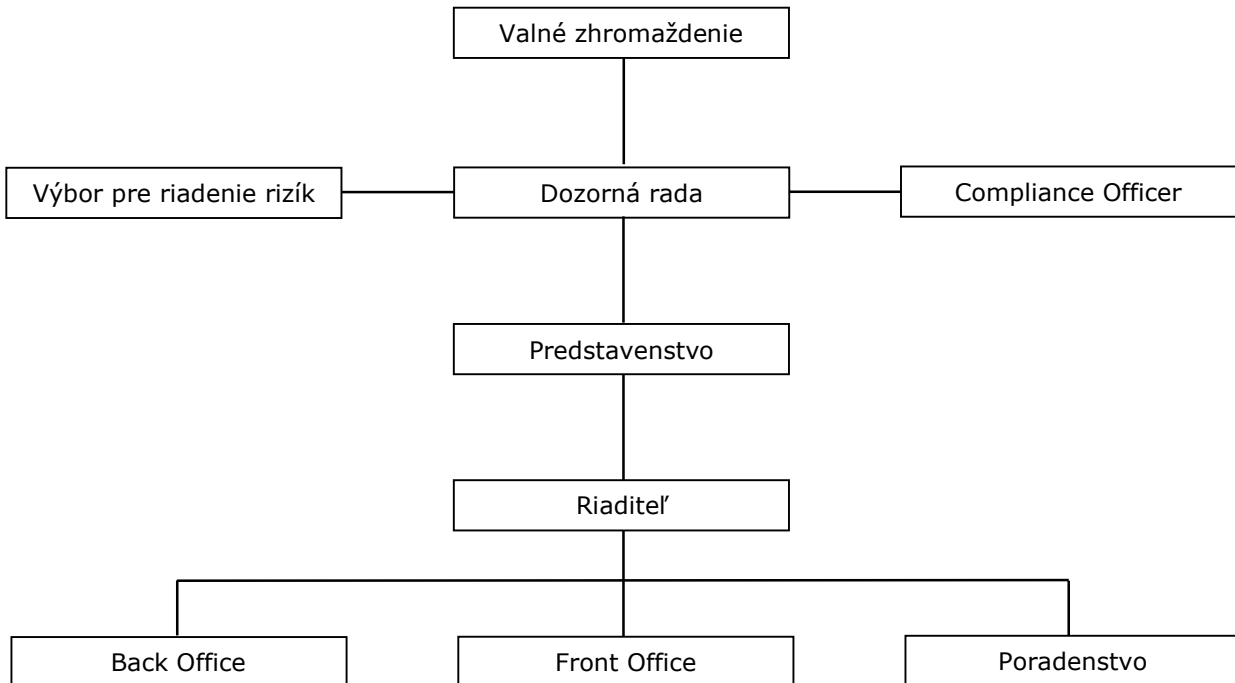 Valné zhromaždenie
Výbor pre riadenie rizík
Dozorná rada
Compliance Officer
Predstavenstvo
Riaditeľ
Back Office
Front Office
Poradenstvo